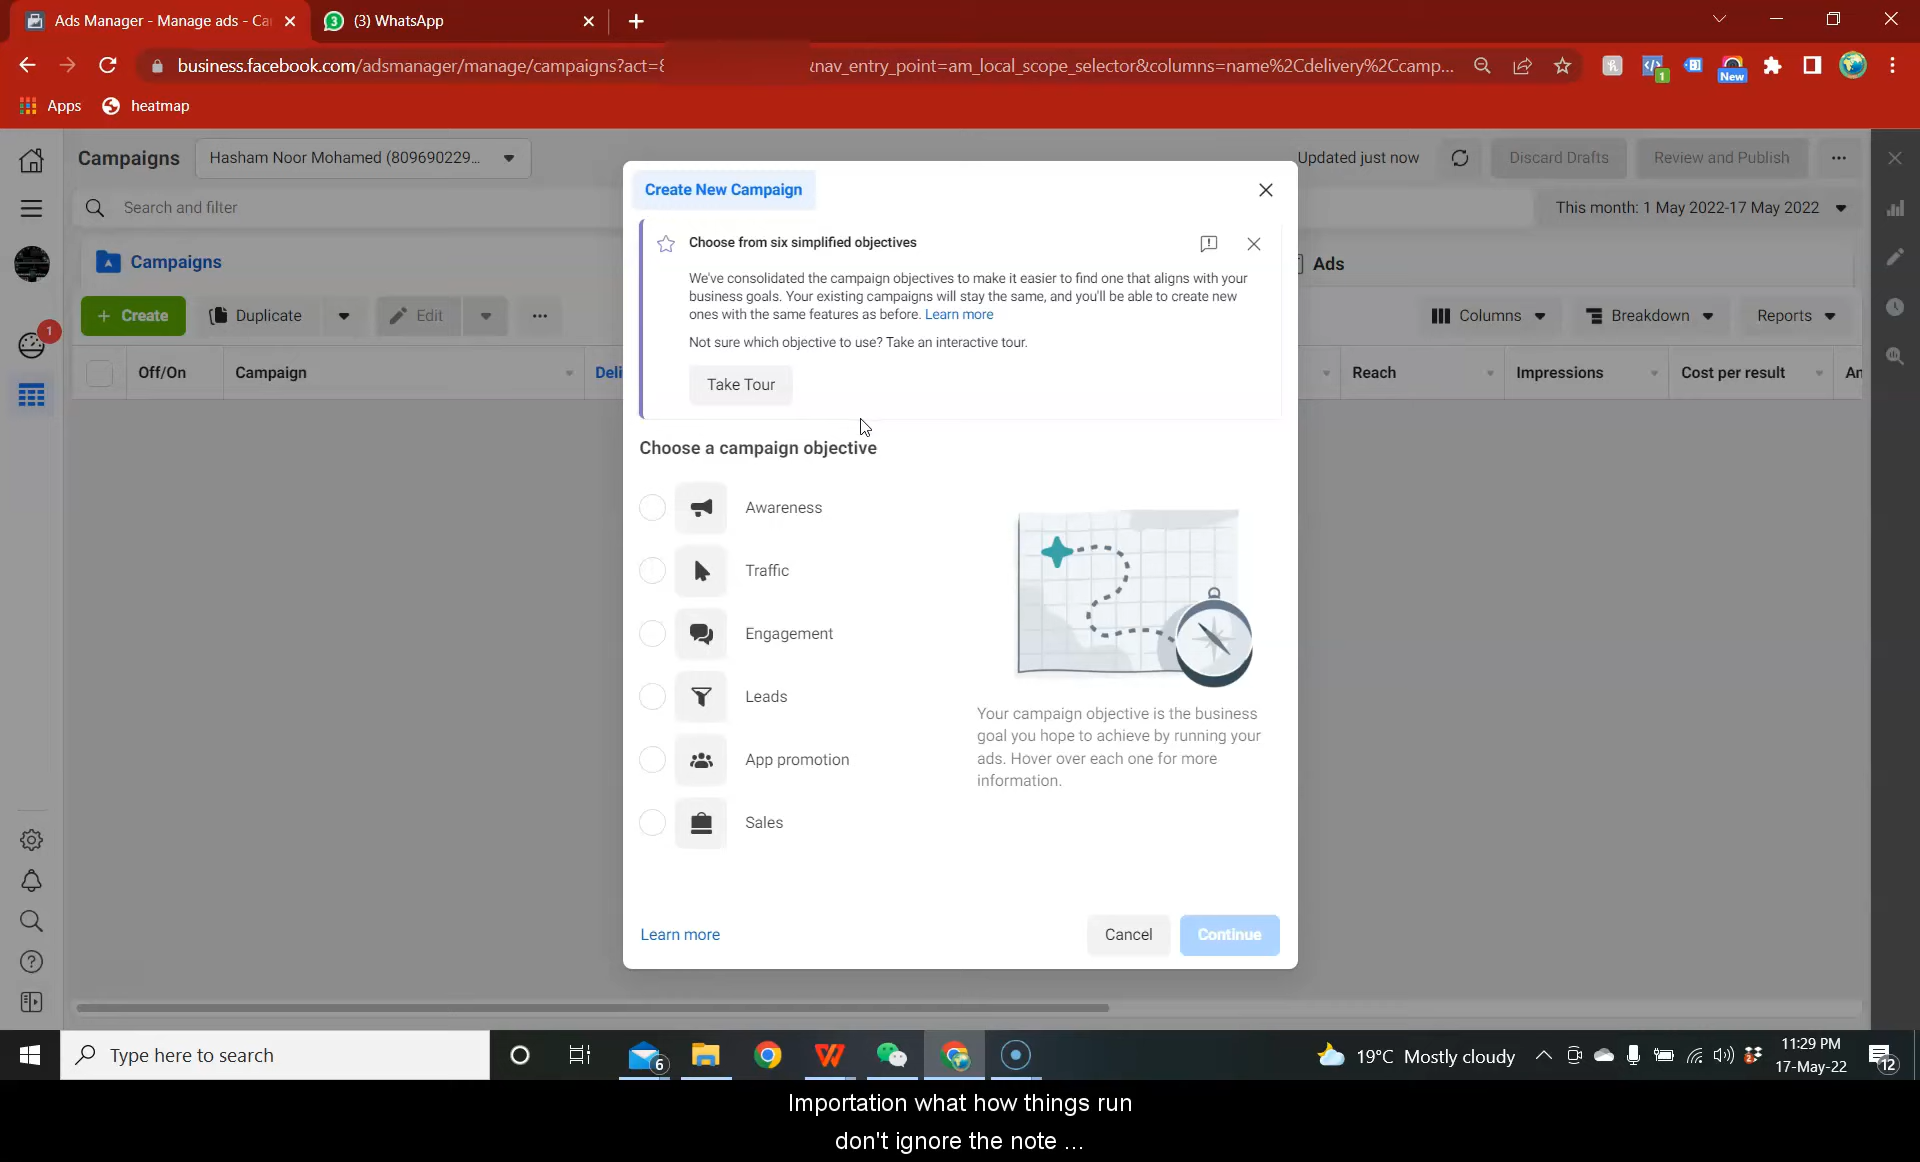 Ads Manager - Manage ads - Ca
(3) WhatsApp
business.facebook.com/adsmanager/manage/campaigns?act=8
nav_entry_point=am_local_scope_selector&columns=name%2Cdelivery%2Ccamp...
New
1
Apps
heatmap
Campaigns
Hasham Noor Mohamed (809690229...
Updated just now
Discard Drafts
Review and Publish
Search and filter
This month: 1 May 2022-17 May 2022
Campaigns
Ads
+ Create
Duplicate
Edit
Columns
Breakdown
Reports
1
Off/On
Campaign
Deli
Reach
Impressions
Cost per result
An
Create New Campaign
Choose from six simplified objectives
We've consolidated the campaign objectives to make it easier to find one that aligns with your
business goals. Your existing campaigns will stay the same, and you'll be able to create new
ones with the same features as before. Learn more
Not sure which objective to use? Take an interactive tour.
Take Tour
Choose a campaign objective
Awareness
Traffic
Engagement
Leads
App promotion
Sales
Your campaign objective is the business
goal you hope to achieve by running your
ads. Hover over each one for more
information.
Learn more
Cancel
Continue
Type here to search
6
19°C Mostly cloudy
11:29 PM
17-May-22
12
Importation what how things run
don't ignore the note ...